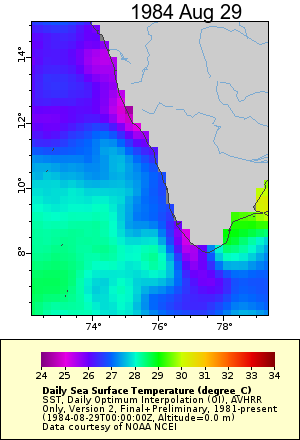 1984 Aug 29
14°
12°
10°
8°
74° 76° 78°
24 25 26 27 28 29 30 31 32 33 34
Daily Sea Surface Temperature (degree_C)
SST, Daily Optimum Interpolation (OI), AVHRR
Only, Version 2, Final+Preliminary, 1981-present
(1984-08-29T00:00:00Z, Altitude=0.0 m)
Data courtesy of NOAA NCEI